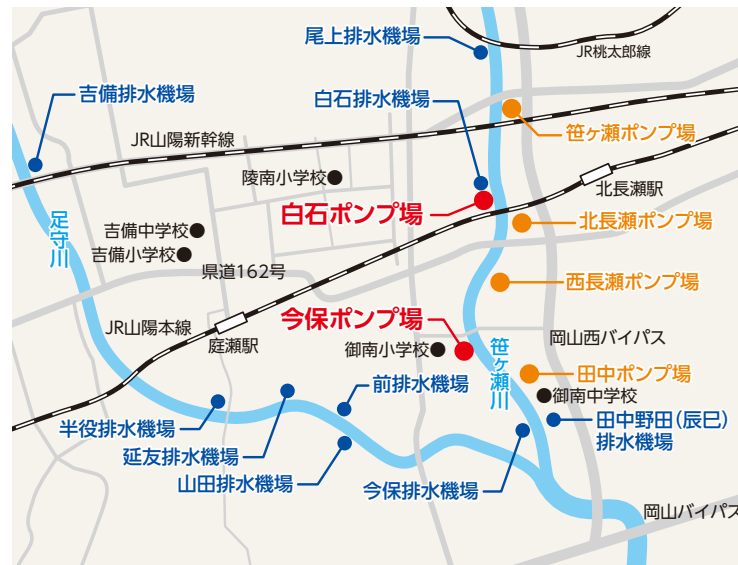 尾上排水機場
JR桃太郎線
吉備排水機場
白石排水機場
JR山陽新幹線
笹ヶ瀬ポンプ場
陵南小学校
北長瀬駅
白石ポンプ場
足守川
吉備中学校
北長瀬ポンプ場
吉備小学校
県道162号
西長瀬ポンプ場
JR山陽本線
今保ポンプ場
庭瀬駅
御南小学校
笹ヶ瀬川
岡山西バイパス
前排水機場
田中ポンプ場
御南中学校
半役排水機場
田中野田(辰巳)
排水機場
延友排水機場
山田排水機場
今保排水機場
岡山バイパス